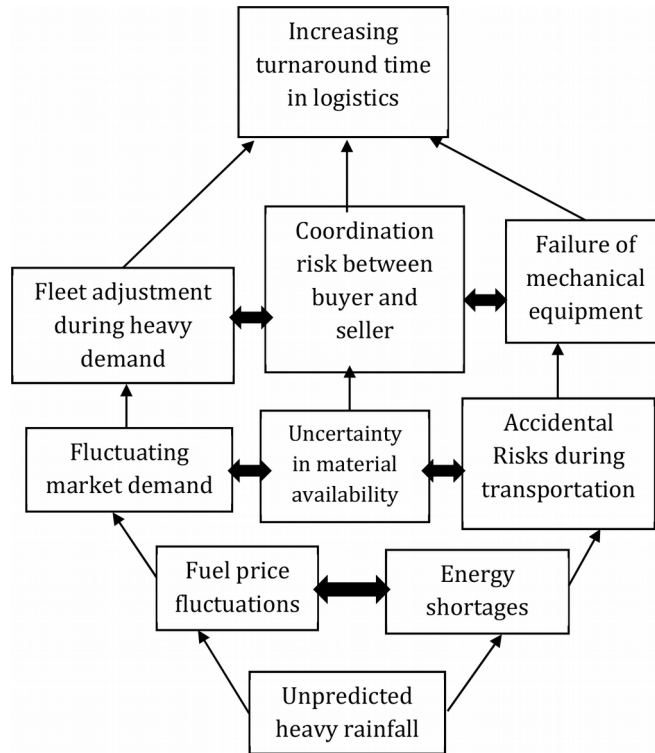 Increasing
turnaround time
in logistics
Coordination
risk between
buyer and
seller
Failure of
mechanical
equipment
Fleet adjustment
during heavy
demand
Fluctuating
market demand
Uncertainty
in material
availability
Accidental
Risks during
transportation
Fuel price
fluctuations
Energy
shortages
Unpredicted
heavy rainfall